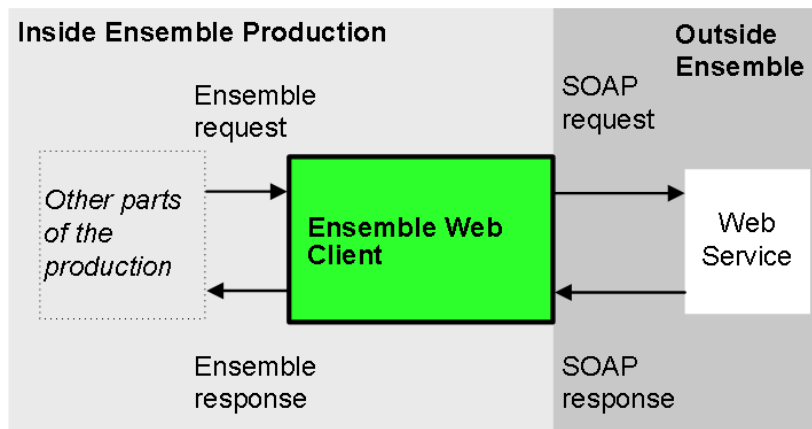 Inside Ensemble Production
Outside
Ensemble
Ensemble
request
SOAP
request
Other parts
of the
production
Ensemble Web
Client
Web
Service
Ensemble
response
SOAP
response